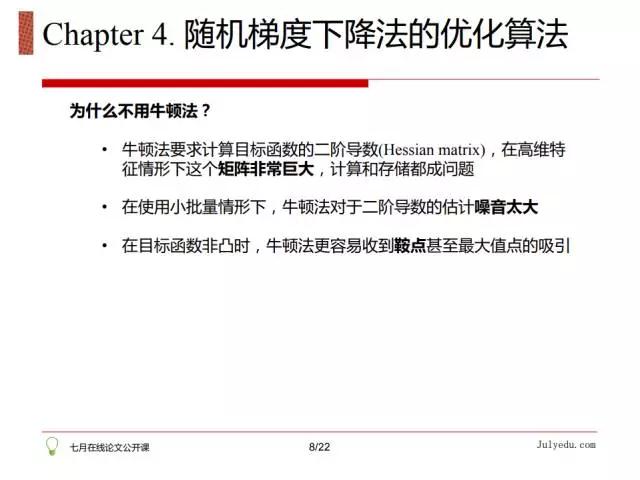 Chapter 4. 随机梯度下降法的优化算法
为什么不用牛顿法？
• 牛顿法要求计算目标函数的二阶导数(Hessian matrix)，在高维特
征情形下这个矩阵非常巨大，计算和存储都成问题
• 在使用小批量情形下，牛顿法对于二阶导数的估计噪音太大
• 在目标函数非凸时，牛顿法更容易收到鞍点甚至最大值点的吸引
七月在线论文公开课
8/22
Julyedu.com